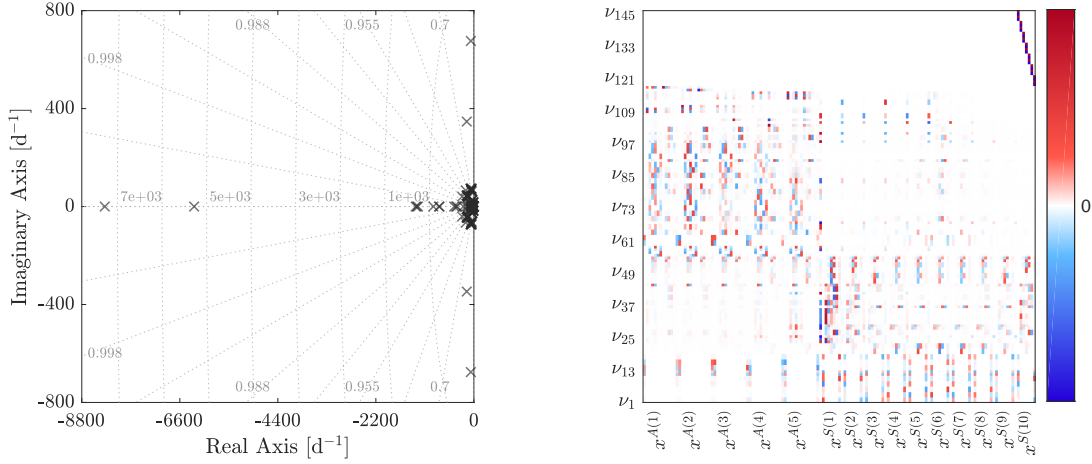 800
400
0
-400
-800
Imaginary Axis [d⁻¹]
0.988
0.955
0.7
0.998
7e+03
5e+03
3e+03
1e+03
0.998
0.988
0.955
0.7
-8800
-6600
-4400
-2200
0
Real Axis [d⁻¹]
ν₁₄₅
ν₁₃₃
ν₁₂₁
ν₁₀₉
ν₉₇
ν₈₅
ν₇₃
ν₆₁
ν₄₉
ν₃₇
ν₂₅
ν₁₃
ν₁
x^A(1)
x^A(2)
x^A(3)
x^A(4)
x^A(5)
x^S(1)
x^S(2)
x^S(3)
x^S(4)
x^S(5)
x^S(6)
x^S(7)
x^S(8)
x^S(9)
x^S(10)
0